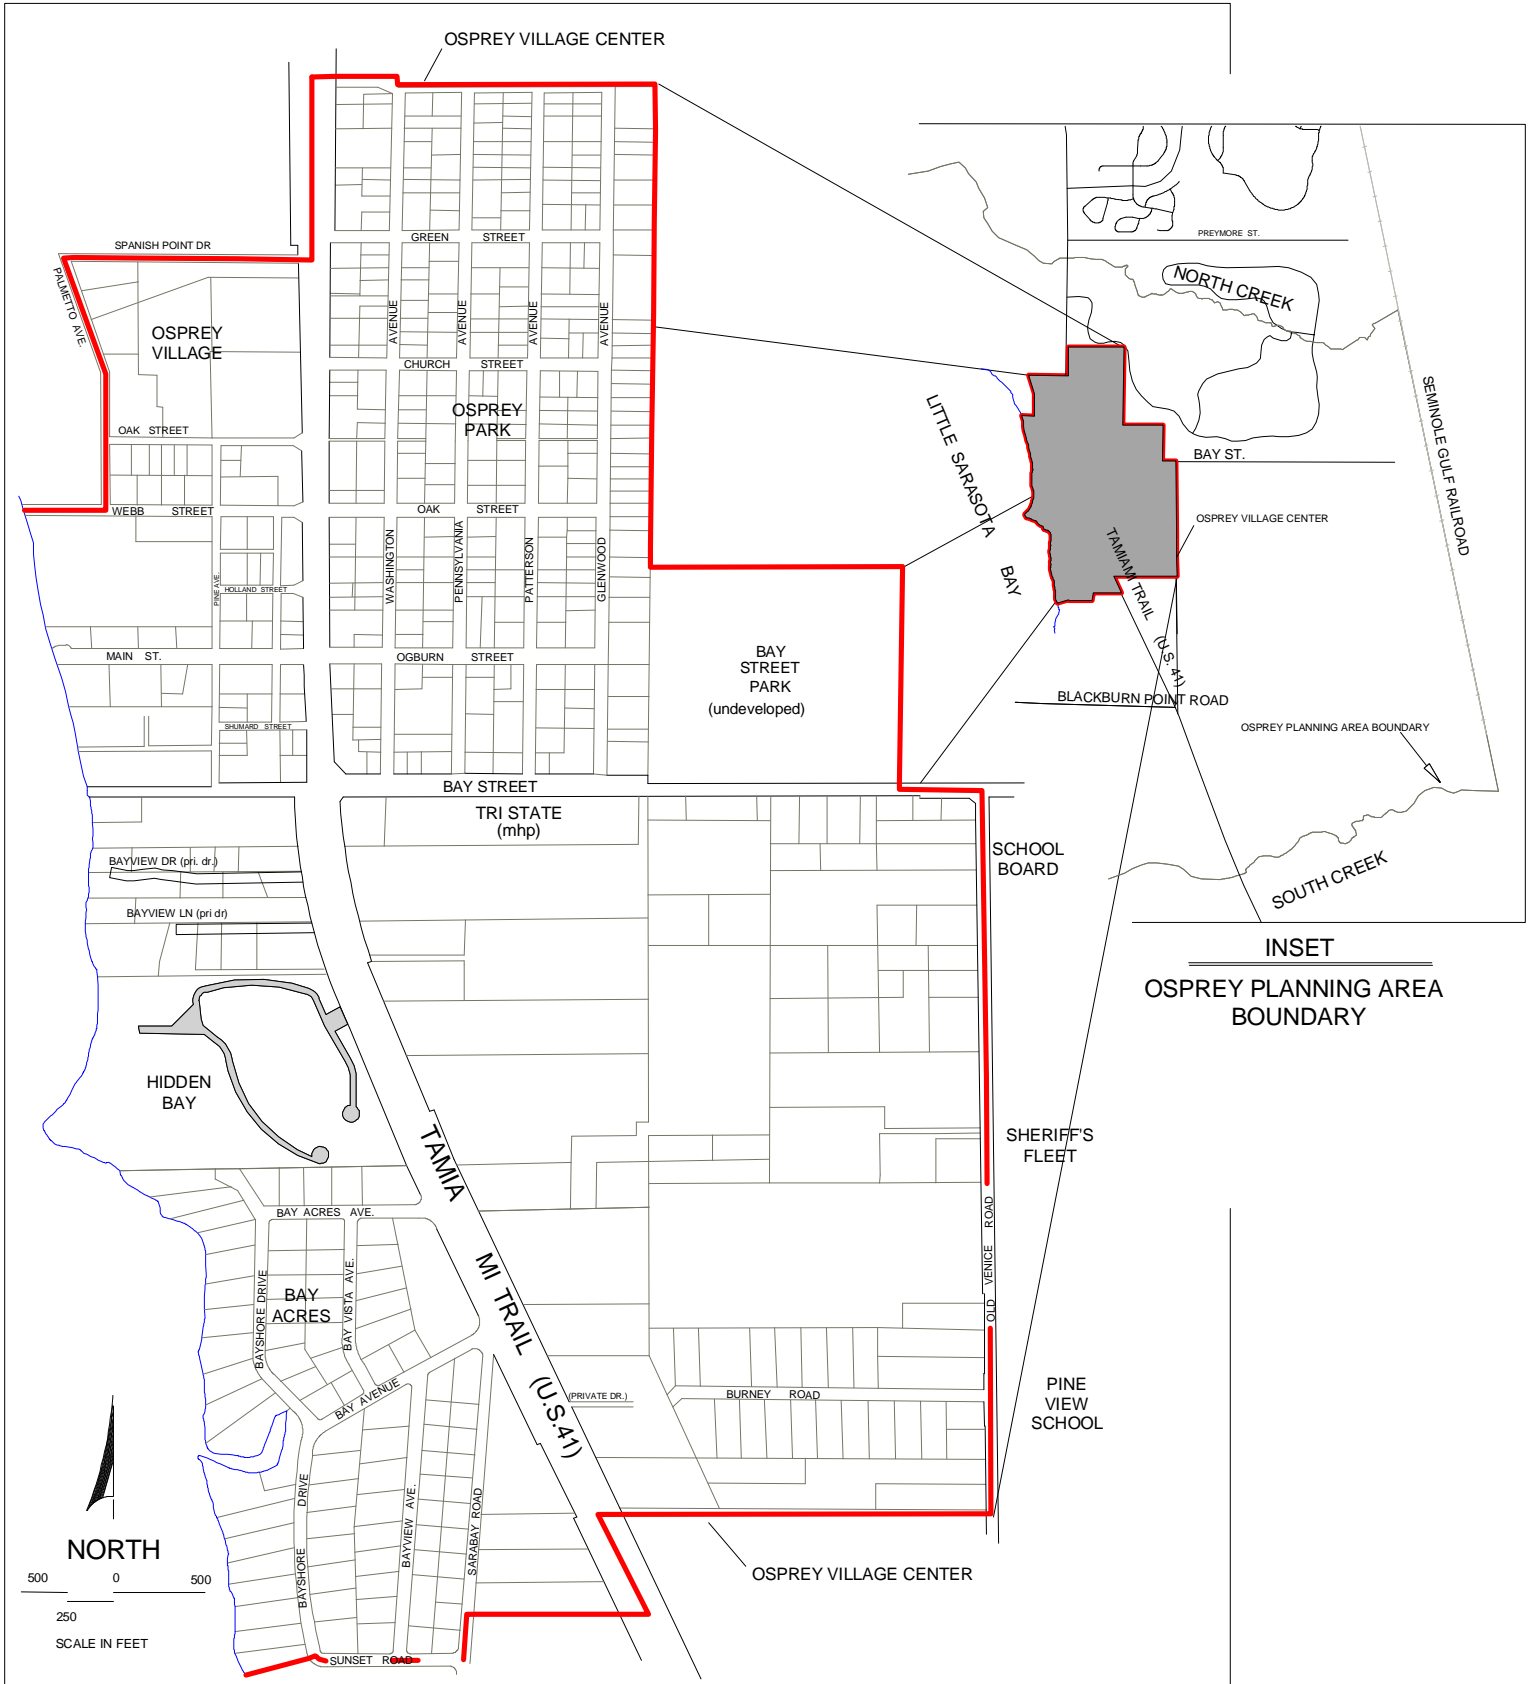 OSPREY VILLAGE CENTER
SPANISH POINT DR
PALMETTO AVE.
OSPREY
VILLAGE
GREEN STREET
AVENUE
AVENUE
AVENUE
AVENUE
CHURCH STREET
OSPREY
PARK
OAK STREET
WEBB STREET
OAK STREET
WASHINGTON
PENNSYLVANIA
PATTERSON
GLENWOOD
PINE AVE.
HOLLAND STREET
MAIN ST.
OGBURN STREET
SHUMARD STREET
BAY
STREET
PARK
(undeveloped)
BAY STREET
TRI STATE
(mhp)
BAYVIEW DR (pri. dr.)
BAYVIEW LN (pri dr)
SCHOOL
BOARD
HIDDEN
BAY
TAMIA
MI TRAIL (U.S.41)
SHERIFF'S
FLEET
OLD VENICE ROAD
BAY ACRES AVE.
BAYSHORE DRIVE
BAY
ACRES
BAY VISTA AVE.
BAY AVENUE
(PRIVATE DR.)
BURNEY ROAD
PINE
VIEW
SCHOOL
BAYSHORE DRIVE
BAYVIEW AVE.
SARABAY ROAD
OSPREY VILLAGE CENTER
SUNSET ROAD
NORTH
500 0 500
250
SCALE IN FEET
PREYMORE ST.
NORTH CREEK
LITTLE SARASOTA BAY
SEMINOLE GULF RAILROAD
BAY ST.
OSPREY VILLAGE CENTER
TAMIAMI TRAIL (U.S. 41)
BLACKBURN POINT ROAD
OSPREY PLANNING AREA BOUNDARY
SOUTH CREEK
INSET
OSPREY PLANNING AREA
BOUNDARY